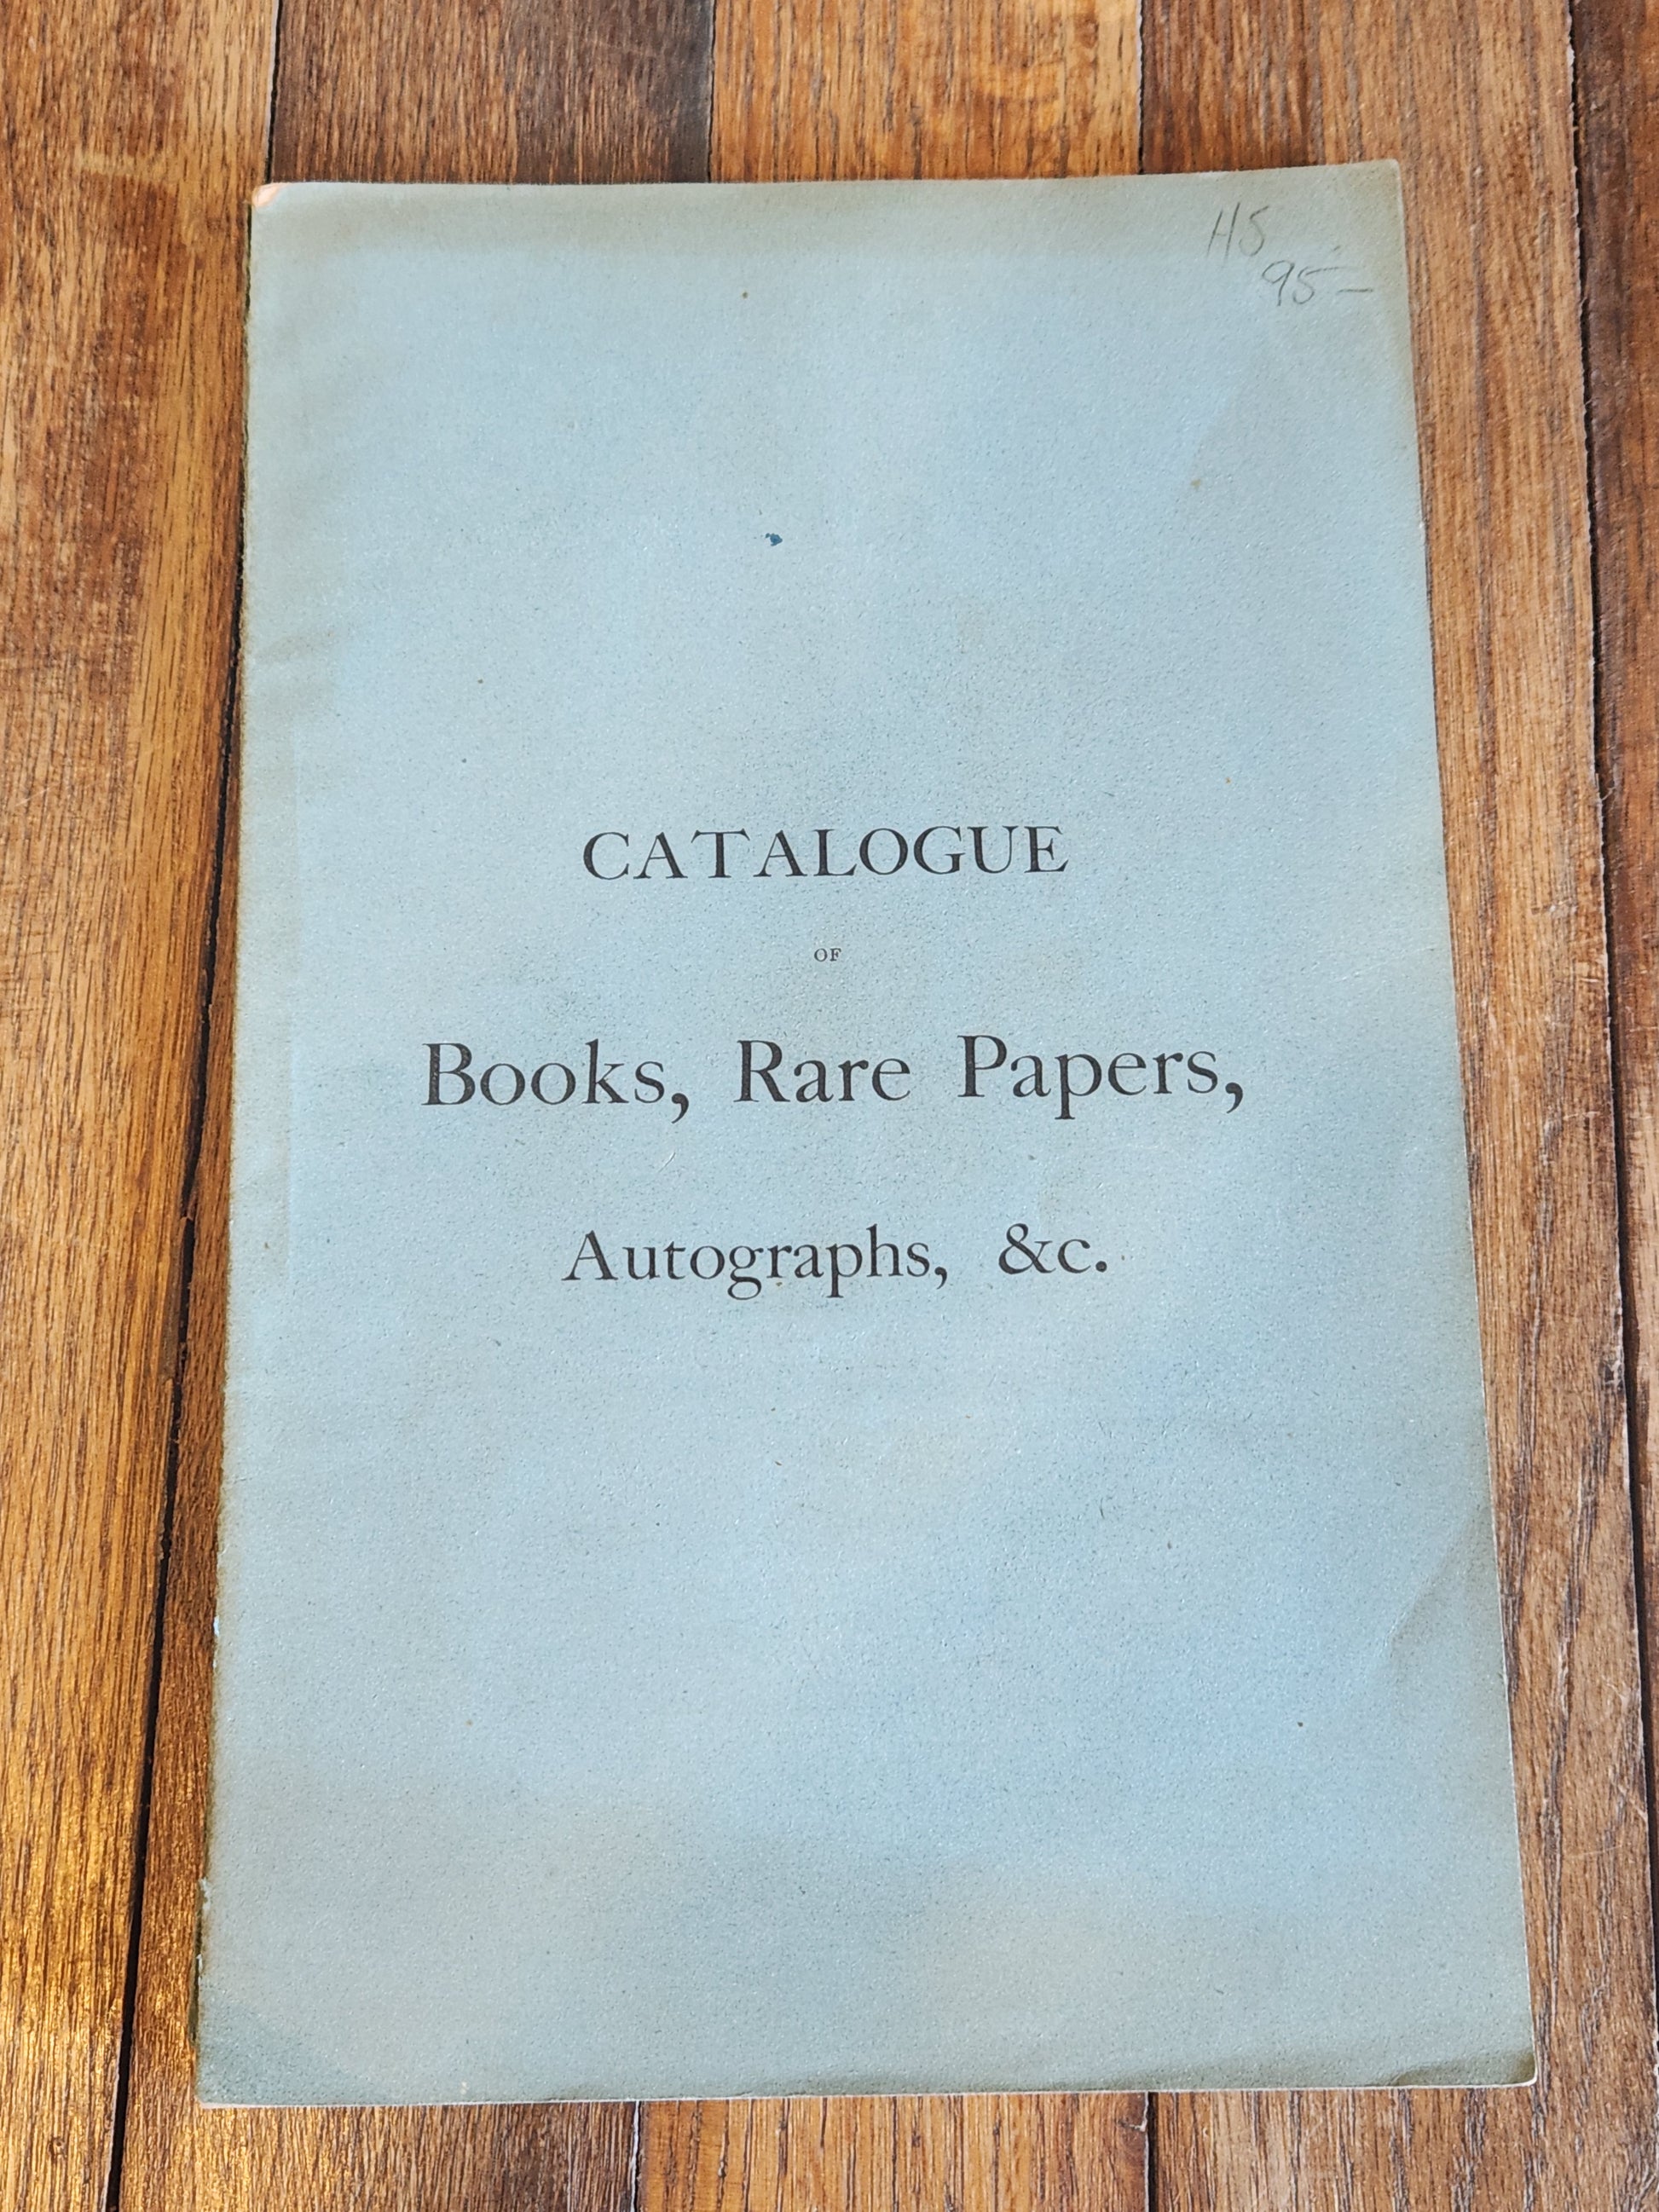 HS
95-
CATALOGUE
OF
Books, Rare Papers,
Autographs, &c.